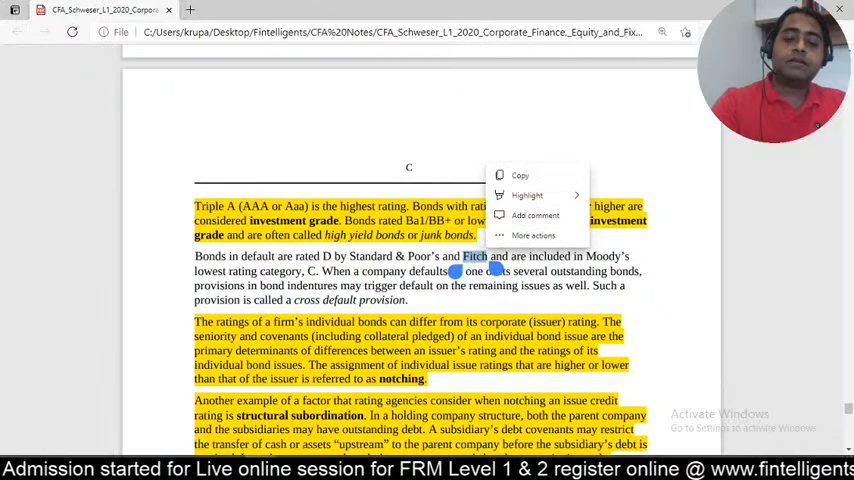 CFA_Schweser_L1_2020_Corporate
File
C:/Users/krupa/Desktop/Fintelligents/CFA%20Notes/CFA_Schweser_L1_2020_Corporate_Finance,_Equity_and_Fix...
C
Triple A (AAA or Aaa) is the highest rating. Bonds with higher are
considered investment grade. Bonds rated Ba1/BB+ or investment
grade and are often called high yield bonds or junk bonds.
Copy
Highlight
Add comment
More actions
Bonds in default are rated D by Standard & Poor's and Fitch and are included in Moody's
lowest rating category, C. When a company defaults one of its several outstanding bonds,
provisions in bond indentures may trigger default on the remaining issues as well. Such a
provision is called a cross default provision.
The ratings of a firm's individual bonds can differ from its corporate (issuer) rating. The
seniority and covenants (including collateral pledged) of an individual bond issue are the
primary determinants of differences between an issuer's rating and the ratings of its
individual bond issues. The assignment of individual issue ratings that are higher or lower
than that of the issuer is referred to as notching.
Another example of a factor that rating agencies consider when notching an issue credit
rating is structural subordination. In a holding company structure, both the parent company
and the subsidiaries may have outstanding debt. A subsidiary's debt covenants may restrict
the transfer of cash or assets "upstream" to the parent company before the subsidiary's debt is
Activate Windows
Go to Settings to activate Windows.
Admission started for Live online session for FRM Level 1 & 2 register online @ www.fintelligents